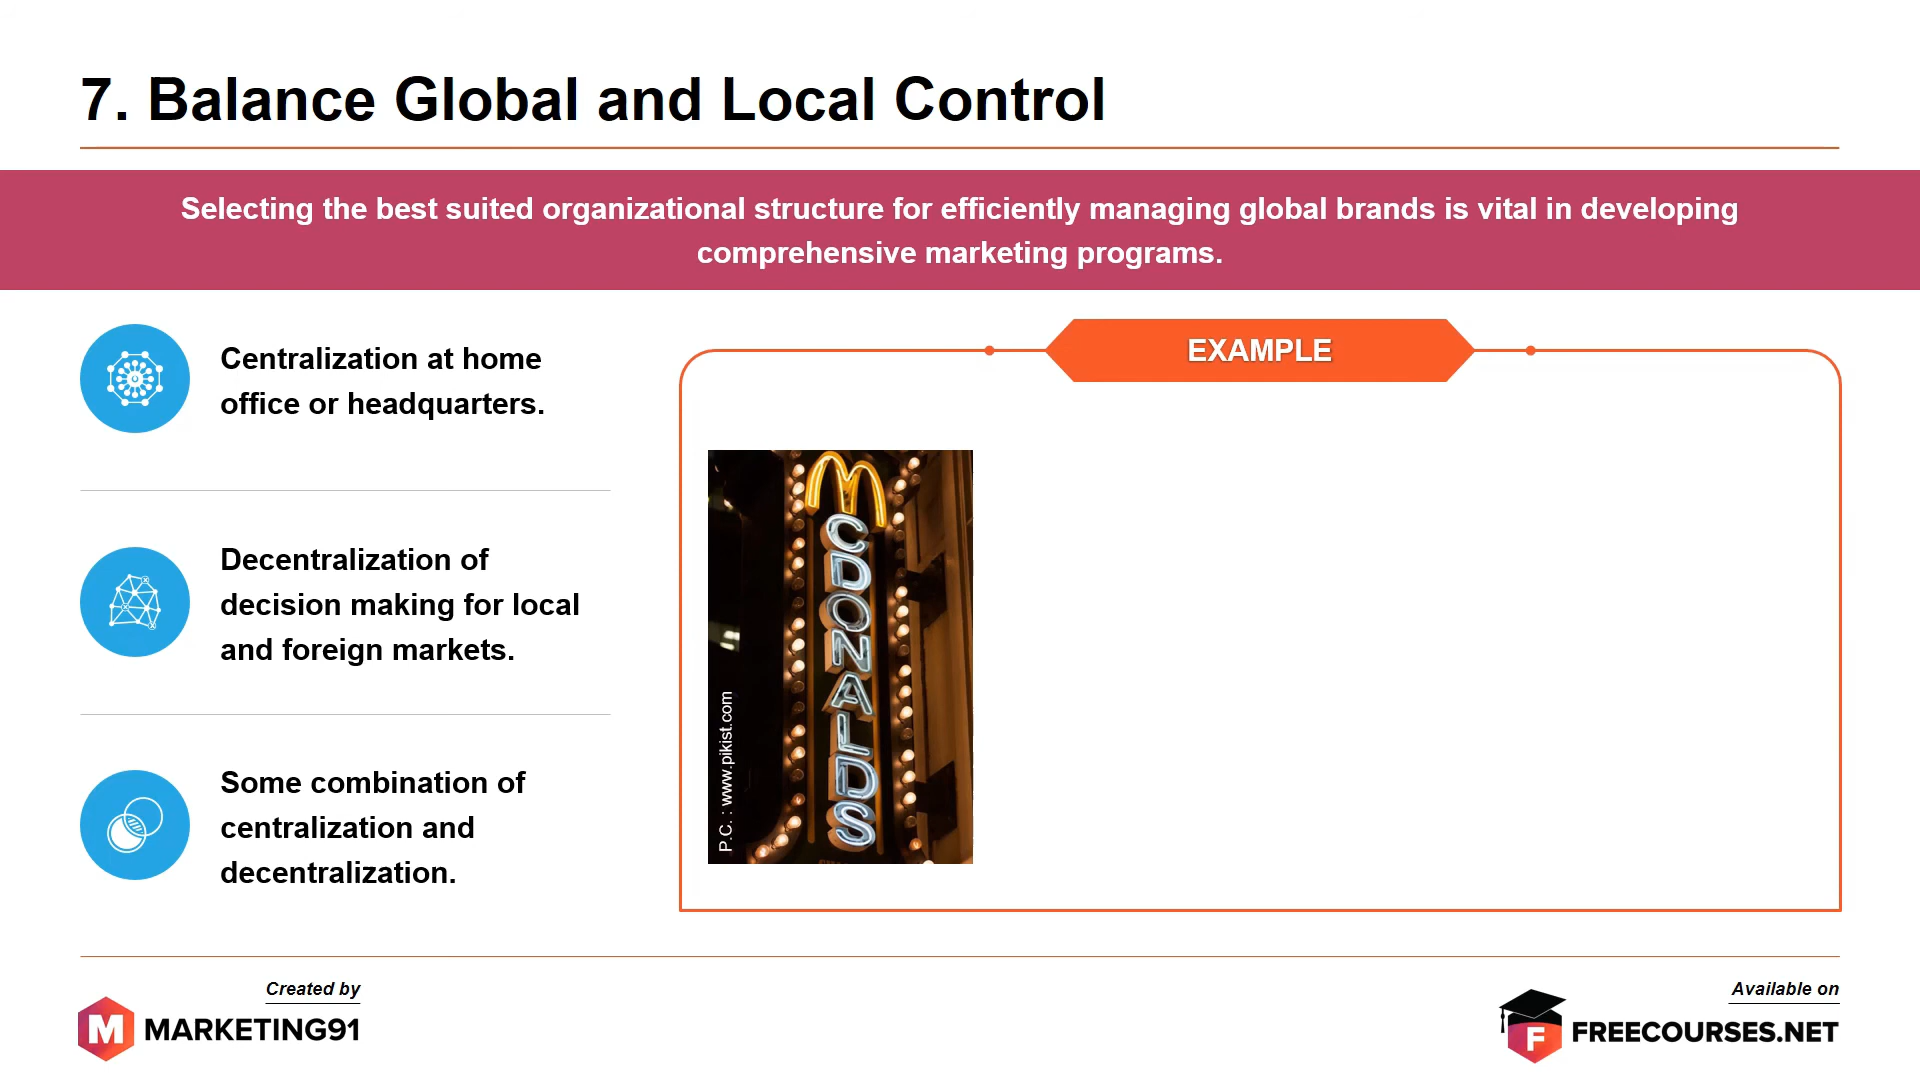 7. Balance Global and Local Control
Selecting the best suited organizational structure for efficiently managing global brands is vital in developing
comprehensive marketing programs.
Centralization at home
office or headquarters.
Decentralization of
decision making for local
and foreign markets.
Some combination of
centralization and
decentralization.
EXAMPLE
MCDONALDS
P.C. : www.pikist.com
Created by
M MARKETING91
Available on
F FREECOURSES.NET